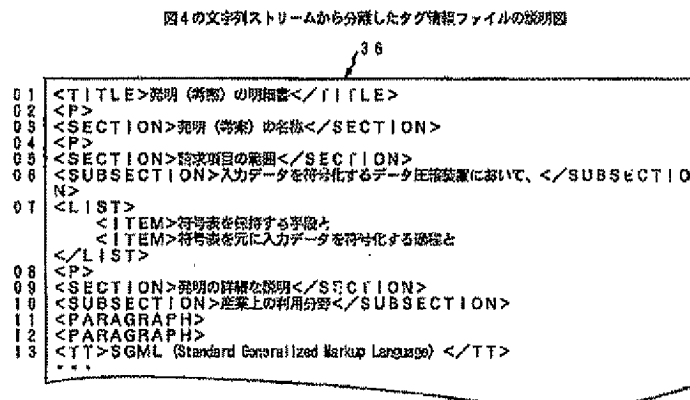 図4の文字列ストリームから分離したタグ情報ファイルの説明図
36
01 <TITLE>発明(考案)の明細書</TITLE>
02 <P>
03 <SECTION>発明(考案)の名称</SECTION>
04 <P>
05 <SECTION>請求項目の範囲</SECTION>
06 <SUBSECTION>入力データを符号化するデータ圧縮装置において、</SUBSECTIO
N>
07 <LIST>
<ITEM>符号表を保持する手段と
<ITEM>符号表を元に入力データを符号化する過程と
</LIST>
08 <P>
09 <SECTION>発明の詳細な説明</SECTION>
10 <SUBSECTION>産業上の利用分野</SUBSECTION>
11 <PARAGRAPH>
12 <PARAGRAPH>
13 <TT>SGML (Standard Generalized Markup Language) </TT>
・・・